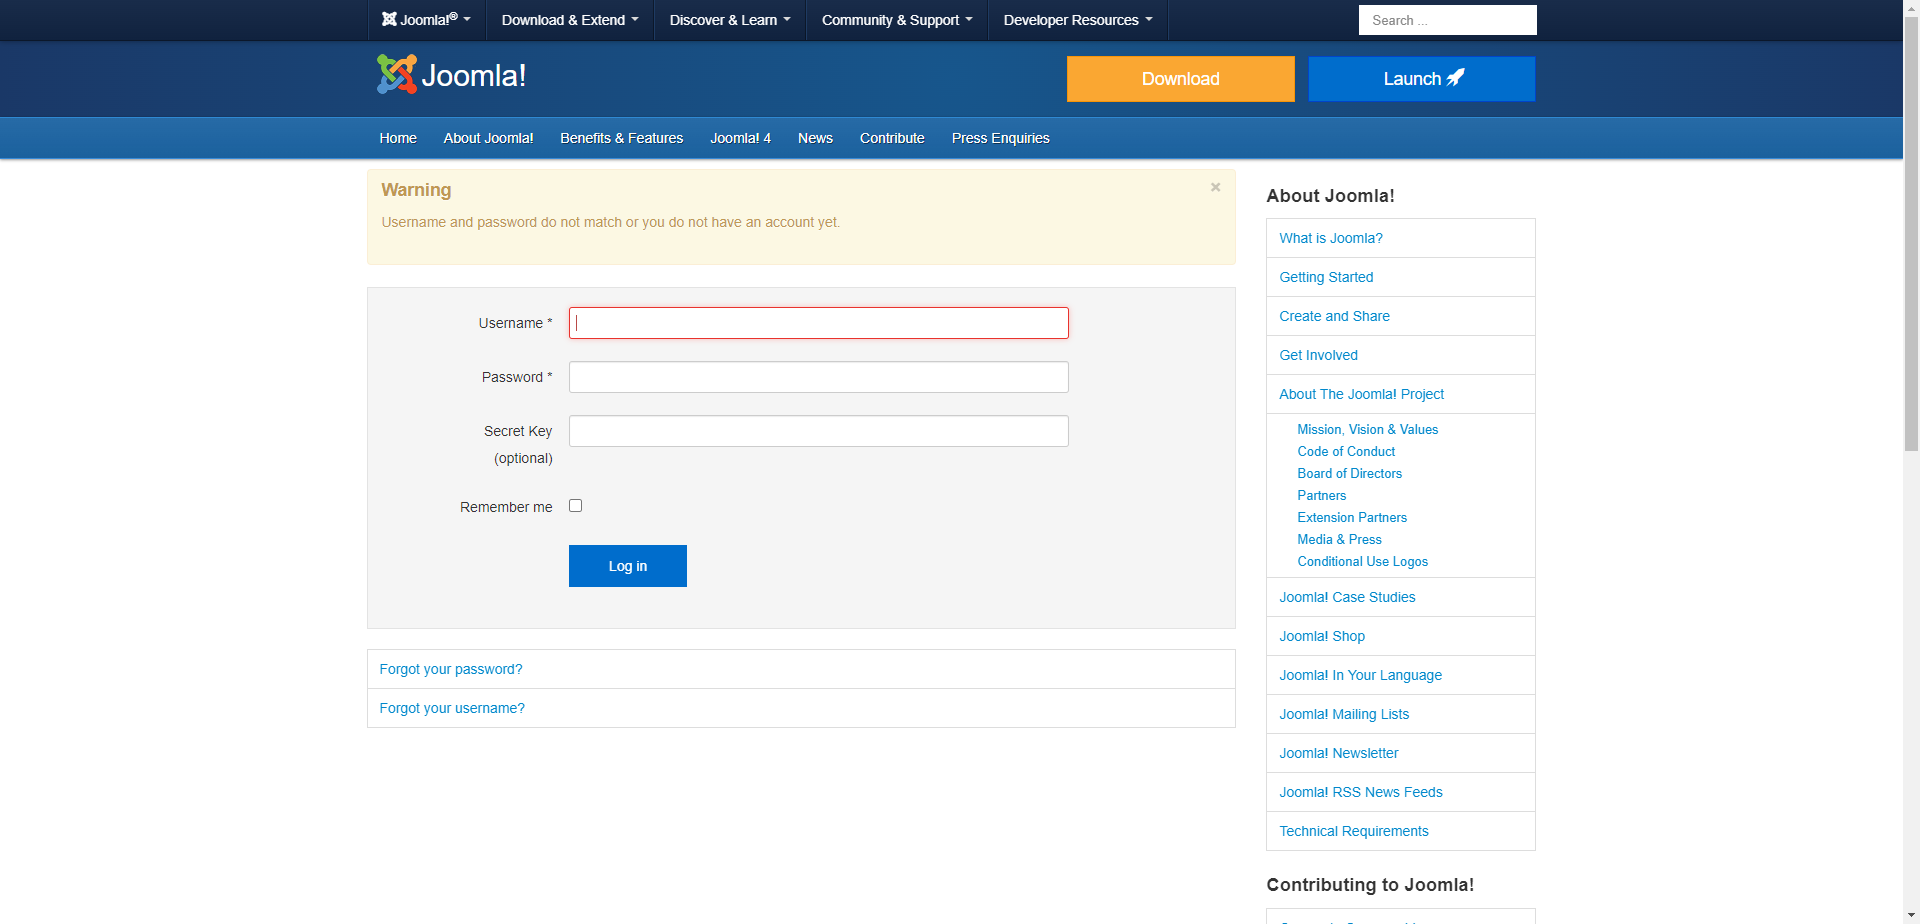 Joomla!® Download & Extend Discover & Learn Community & Support Developer Resources Search ...
Joomla! Download Launch
Home About Joomla! Benefits & Features Joomla! 4 News Contribute Press Enquiries
Warning ×
Username and password do not match or you do not have an account yet.
Username *
Password *
Secret Key
(optional)
Remember me
Log in
Forgot your password?
Forgot your username?
About Joomla!
What is Joomla?
Getting Started
Create and Share
Get Involved
About The Joomla! Project
Mission, Vision & Values
Code of Conduct
Board of Directors
Partners
Extension Partners
Media & Press
Conditional Use Logos
Joomla! Case Studies
Joomla! Shop
Joomla! In Your Language
Joomla! Mailing Lists
Joomla! Newsletter
Joomla! RSS News Feeds
Technical Requirements
Contributing to Joomla!